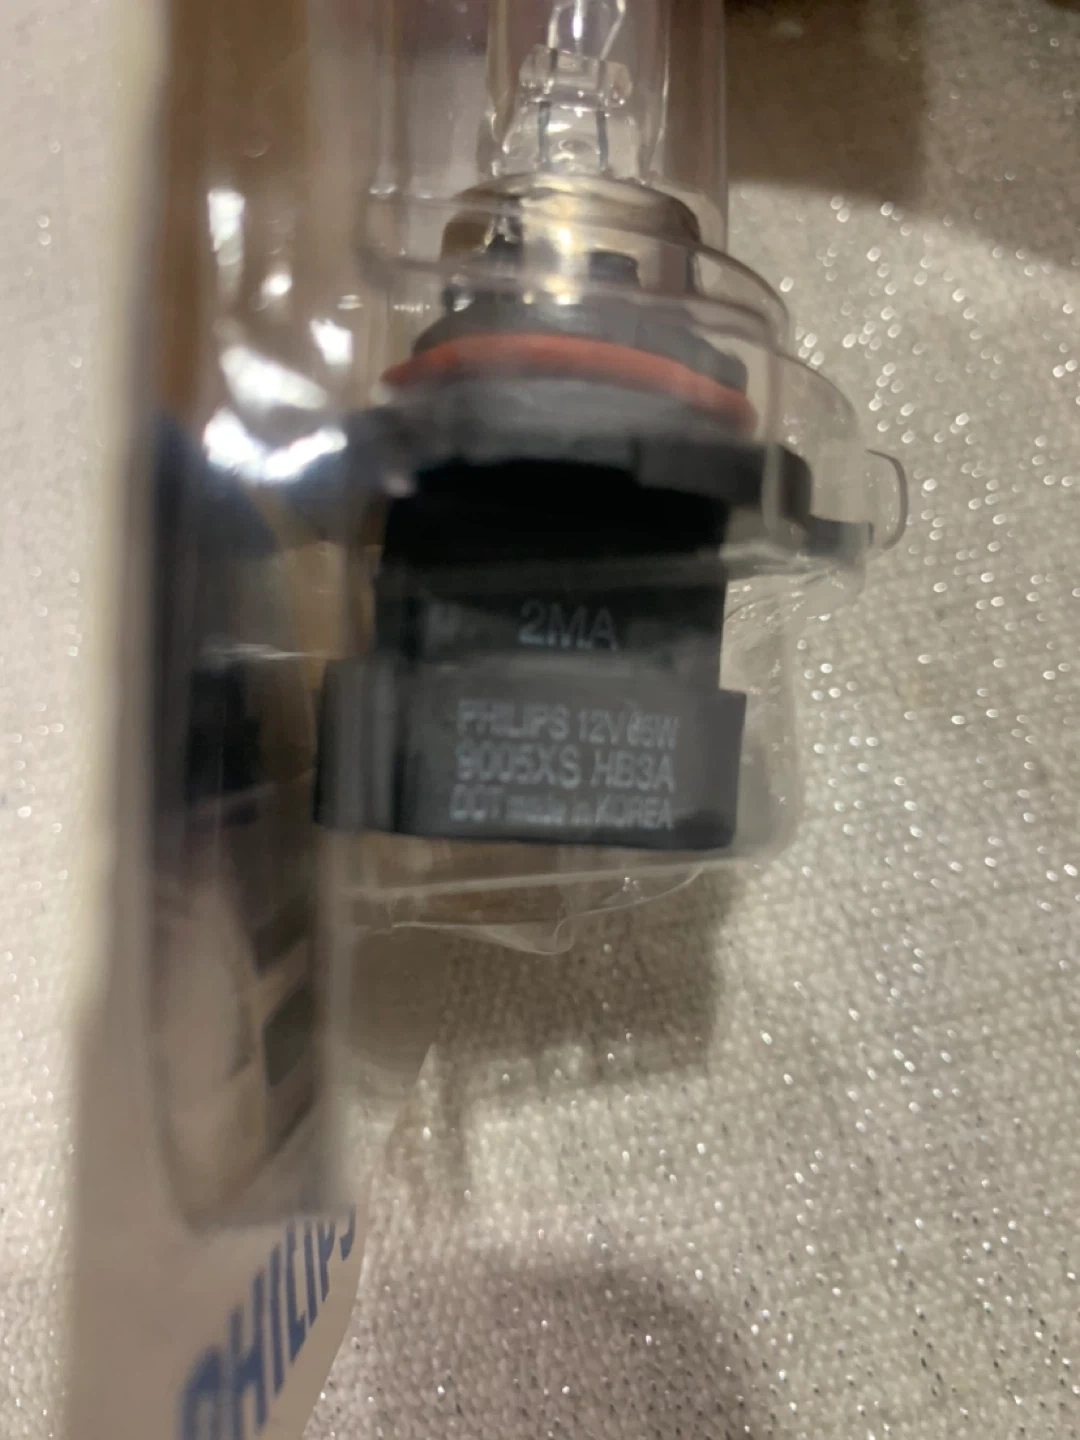 2MA
PHILIPS 12V 65W
9005XS HB3A
DOT made in KOREA
PHILIPS